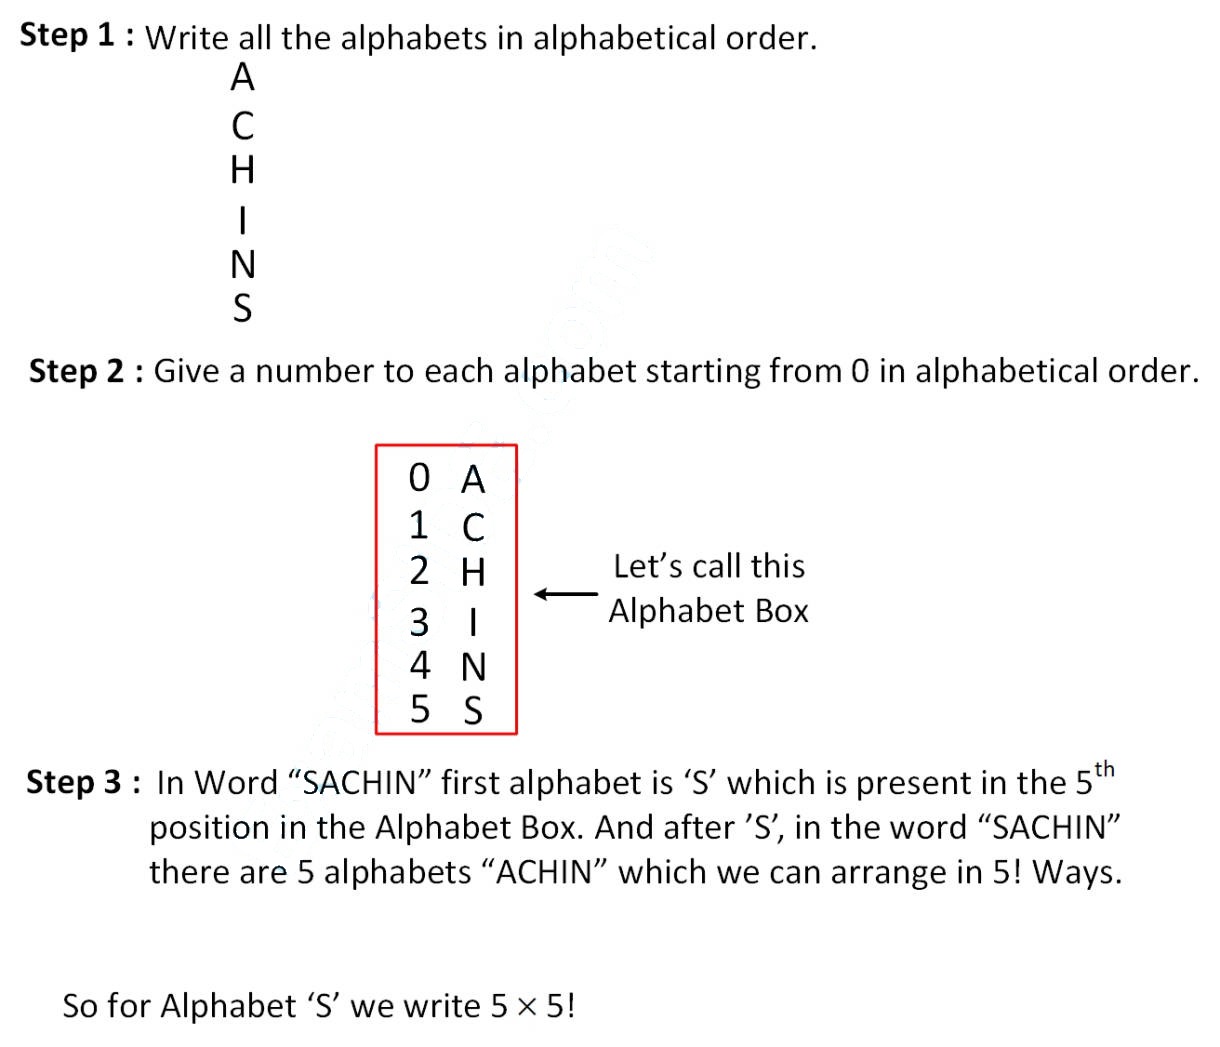 Step 1 : Write all the alphabets in alphabetical order.
A
C
H
I
N
S
Step 2 : Give a number to each alphabet starting from 0 in alphabetical order.
0 A
1 C
2 H
3 I
4 N
5 S
Let’s call this
Alphabet Box
Step 3 : In Word “SACHIN” first alphabet is ‘S’ which is present in the 5th
position in the Alphabet Box. And after ’S’, in the word “SACHIN”
there are 5 alphabets “ACHIN” which we can arrange in 5! Ways.
So for Alphabet ‘S’ we write 5 × 5!